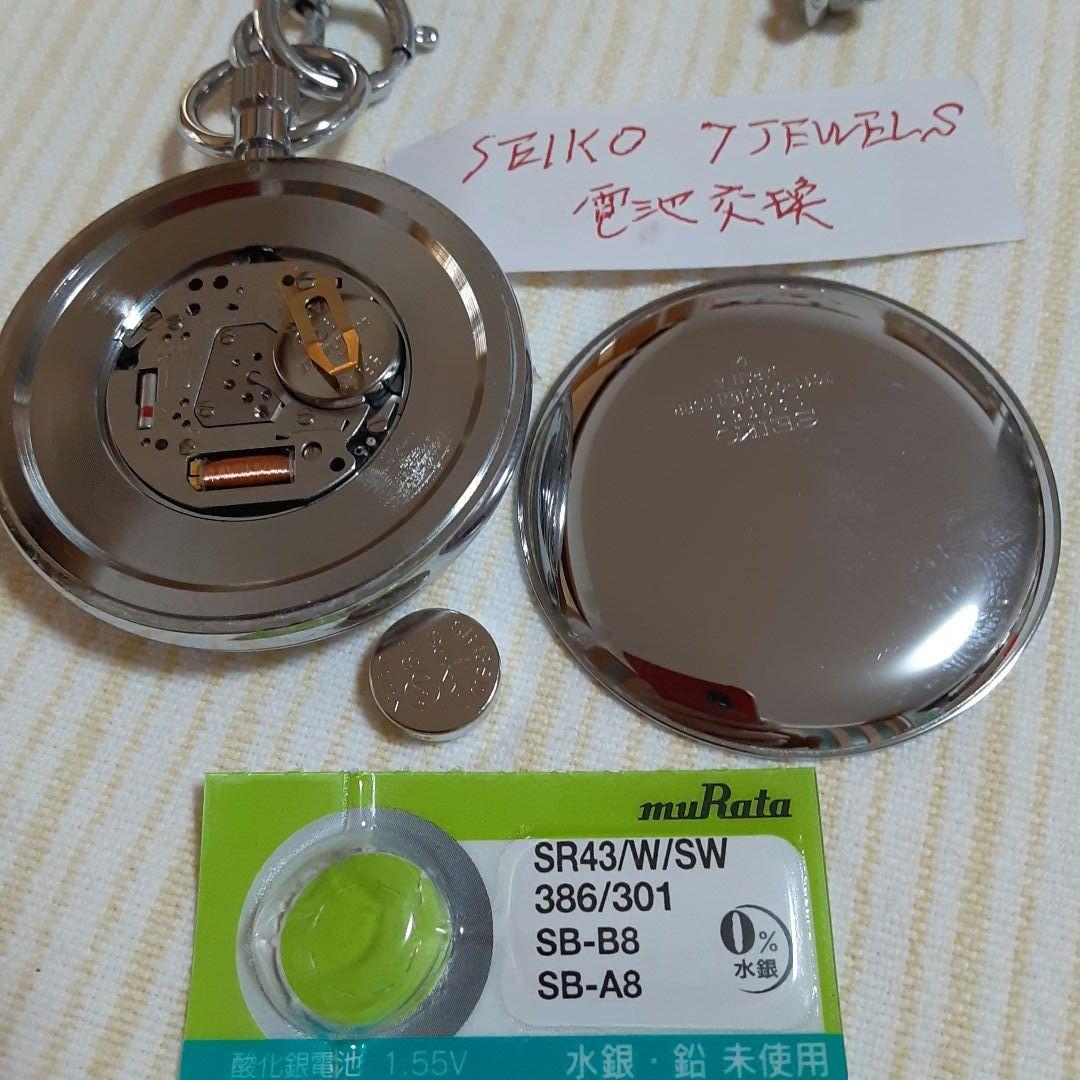 SEIKO 7JEWELS
電池交換
SEIKO
muRata
SR43/W/SW
386/301
SB-B8
SB-A8
0%
水銀
酸化銀電池 1.55V
水銀・鉛 未使用